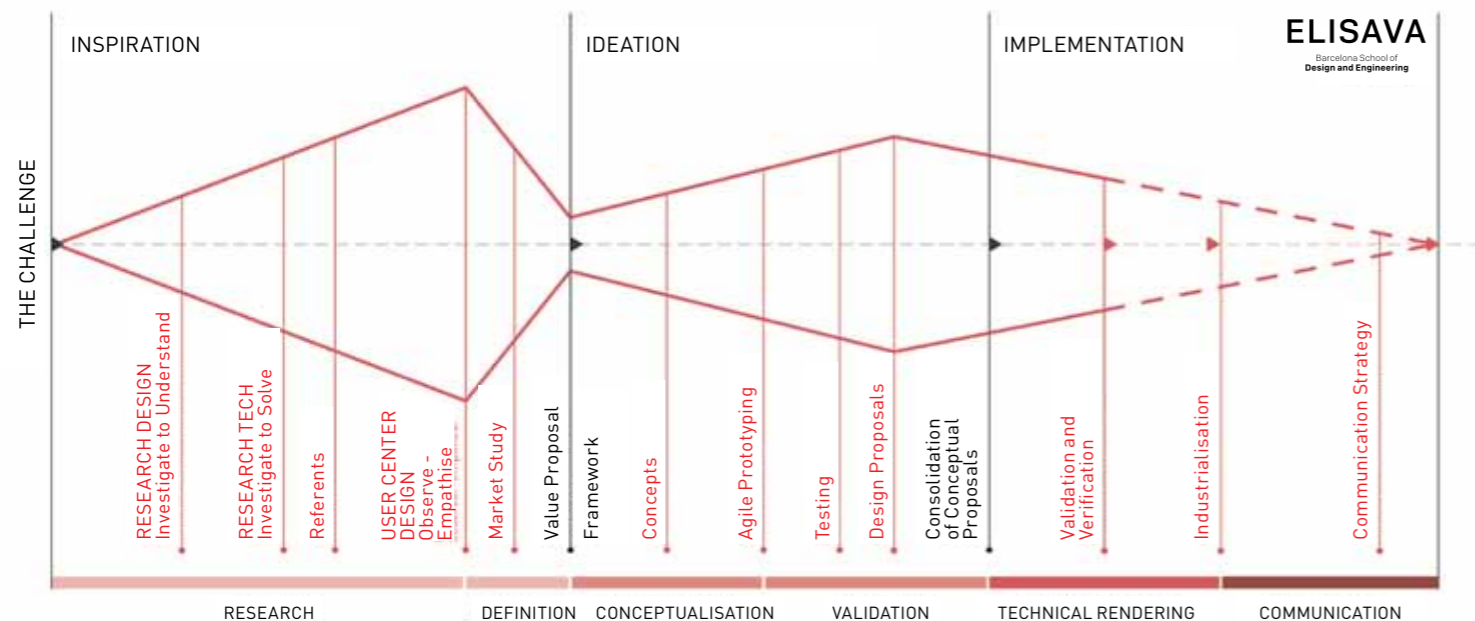 INSPIRATION
IDEATION
IMPLEMENTATION
ELISAVA
Barcelona School of
Design and Engineering
THE CHALLENGE
RESEARCH DESIGN
Investigate to Understand
RESEARCH TECH
Investigate to Solve
Referents
USER CENTER
DESIGN
Observe -
Empathise
Market Study
Value Proposal
Framework
Concepts
Agile Prototyping
Testing
Design Proposals
Consolidation
of Conceptual
Proposals
Validation and
Verification
Industrialisation
Communication Strategy
RESEARCH
DEFINITION
CONCEPTUALISATION
VALIDATION
TECHNICAL RENDERING
COMMUNICATION